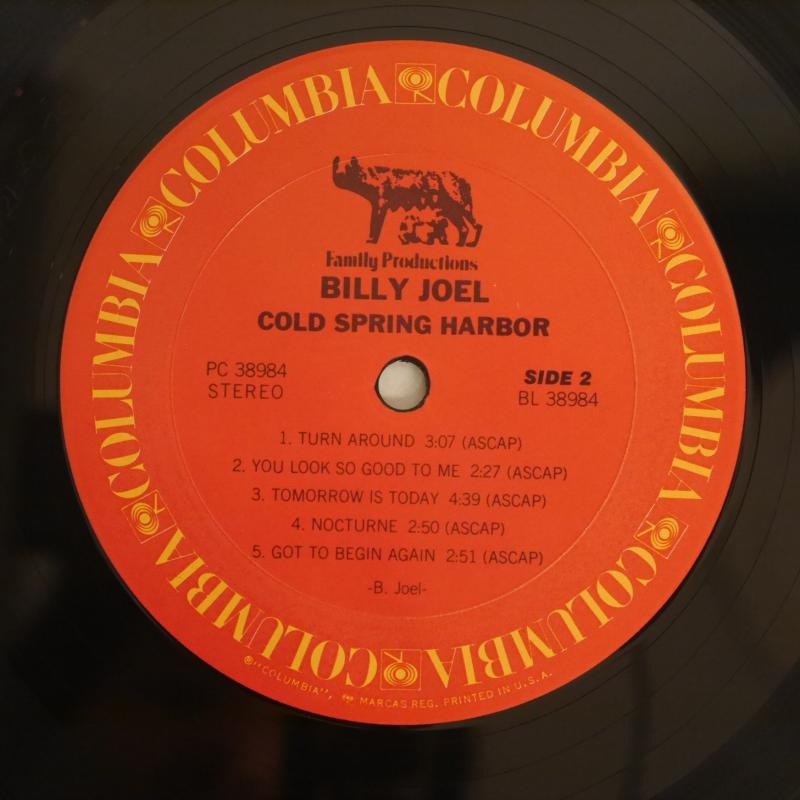 COLUMBIA COLUMBIA COLUMBIA COLUMBIA COLUMBIA COLUMBIA
Family Productions
BILLY JOEL
COLD SPRING HARBOR
PC 38984
STEREO
SIDE 2
BL 38984
1. TURN AROUND 3:07 (ASCAP)
2. YOU LOOK SO GOOD TO ME 2:27 (ASCAP)
3. TOMORROW IS TODAY 4:39 (ASCAP)
4. NOCTURNE 2:50 (ASCAP)
5. GOT TO BEGIN AGAIN 2:51 (ASCAP)
-B. Joel-
"COLUMBIA", MARCAS REG. PRINTED IN U.S.A.